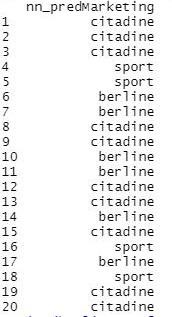 nn_predMarketing
1 citadine
2 citadine
3 citadine
4 sport
5 sport
6 berline
7 berline
8 citadine
9 citadine
10 berline
11 berline
12 citadine
13 citadine
14 berline
15 citadine
16 sport
17 berline
18 sport
19 citadine
20 citadine